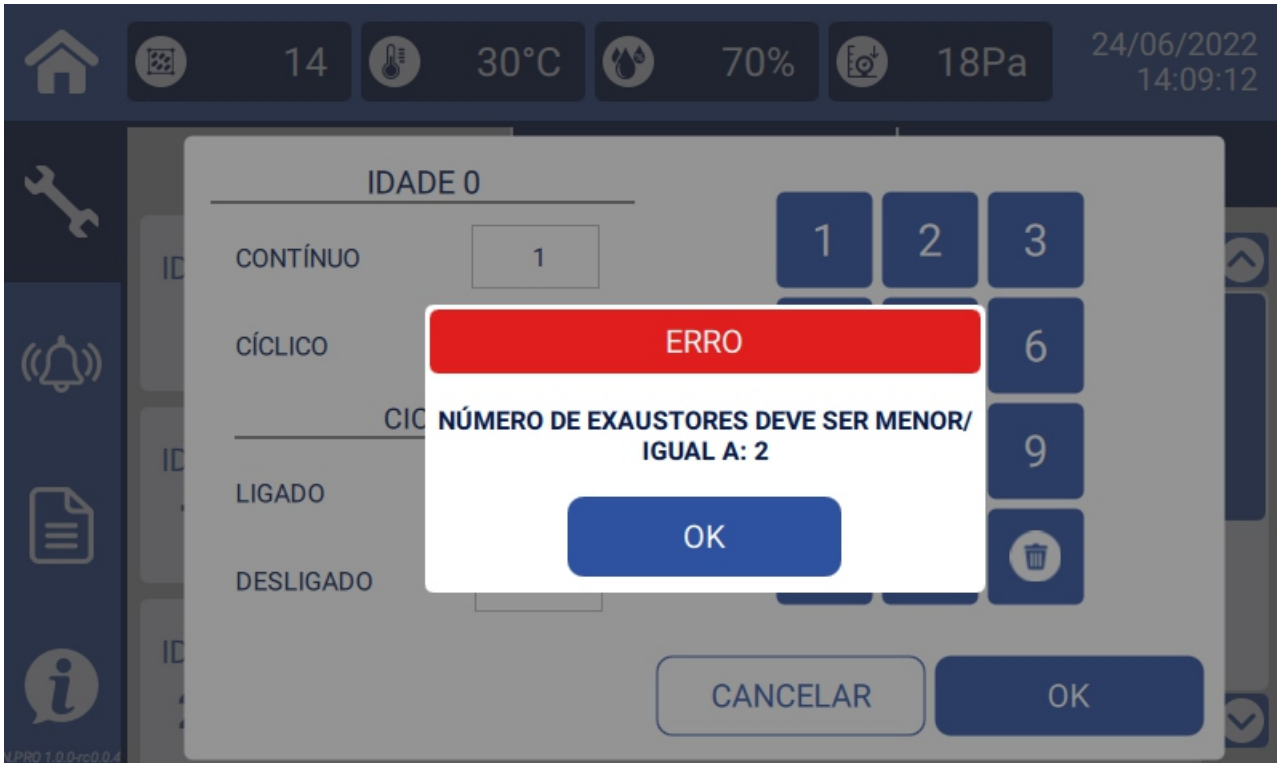 14
30°C
70%
18Pa
24/06/2022
14:09:12
IDADE 0
CONTÍNUO 1
CÍCLICO
LIGADO
DESLIGADO
1 2 3
6
9
ERRO
NÚMERO DE EXAUSTORES DEVE SER MENOR/
IGUAL A: 2
OK
CANCELAR OK